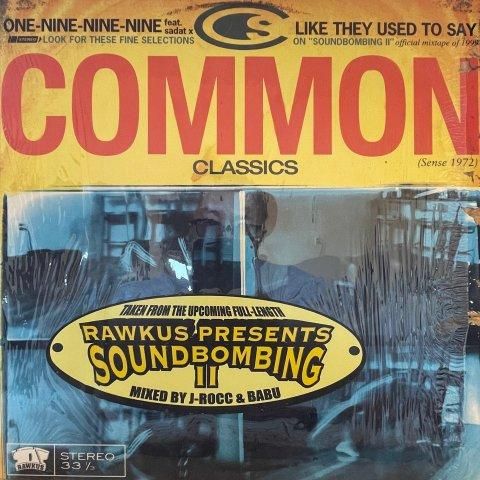 ONE-NINE-NINE-NINE feat. sadat x
LIKE THEY USED TO SAY
STEREO LOOK FOR THESE FINE SELECTIONS
ON "SOUNDBOMBING II" official mixtape of 1999
CS
COMMON
(Sense 1972)
CLASSICS
TAKEN FROM THE UPCOMING FULL-LENGTH
RAWKUS PRESENTS
SOUNDBOMBING
II
MIXED BY J-ROCC & BABU
RAWKUS
STEREO
33 1/3